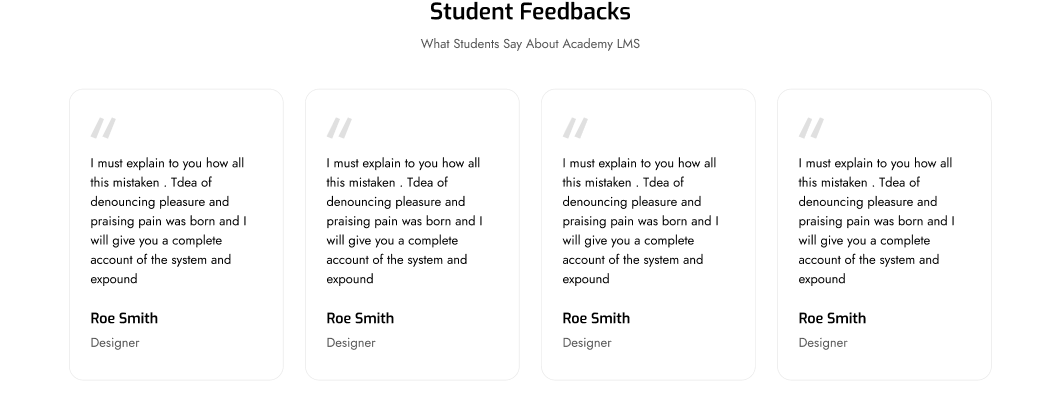 Student Feedbacks
What Students Say About Academy LMS
I must explain to you how all
this mistaken . Tdea of
denouncing pleasure and
praising pain was born and I
will give you a complete
account of the system and
expound
Roe Smith
Designer
I must explain to you how all
this mistaken . Tdea of
denouncing pleasure and
praising pain was born and I
will give you a complete
account of the system and
expound
Roe Smith
Designer
I must explain to you how all
this mistaken . Tdea of
denouncing pleasure and
praising pain was born and I
will give you a complete
account of the system and
expound
Roe Smith
Designer
I must explain to you how all
this mistaken . Tdea of
denouncing pleasure and
praising pain was born and I
will give you a complete
account of the system and
expound
Roe Smith
Designer